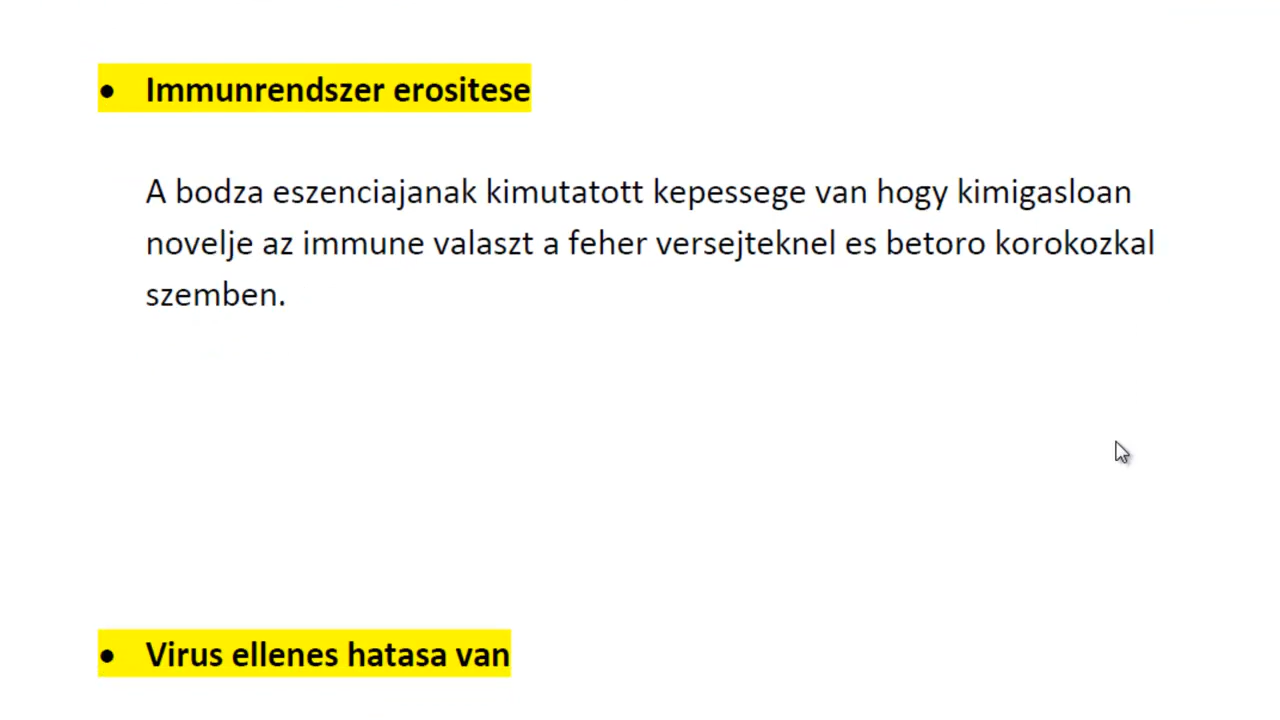 • Immunrendszer erositese
A bodza eszenciajanak kimutatott kepessege van hogy kimigasloan
novelje az immune valaszt a feher versejteknel es betoro korokozkal
szemben.
• Virus ellenes hatasa van